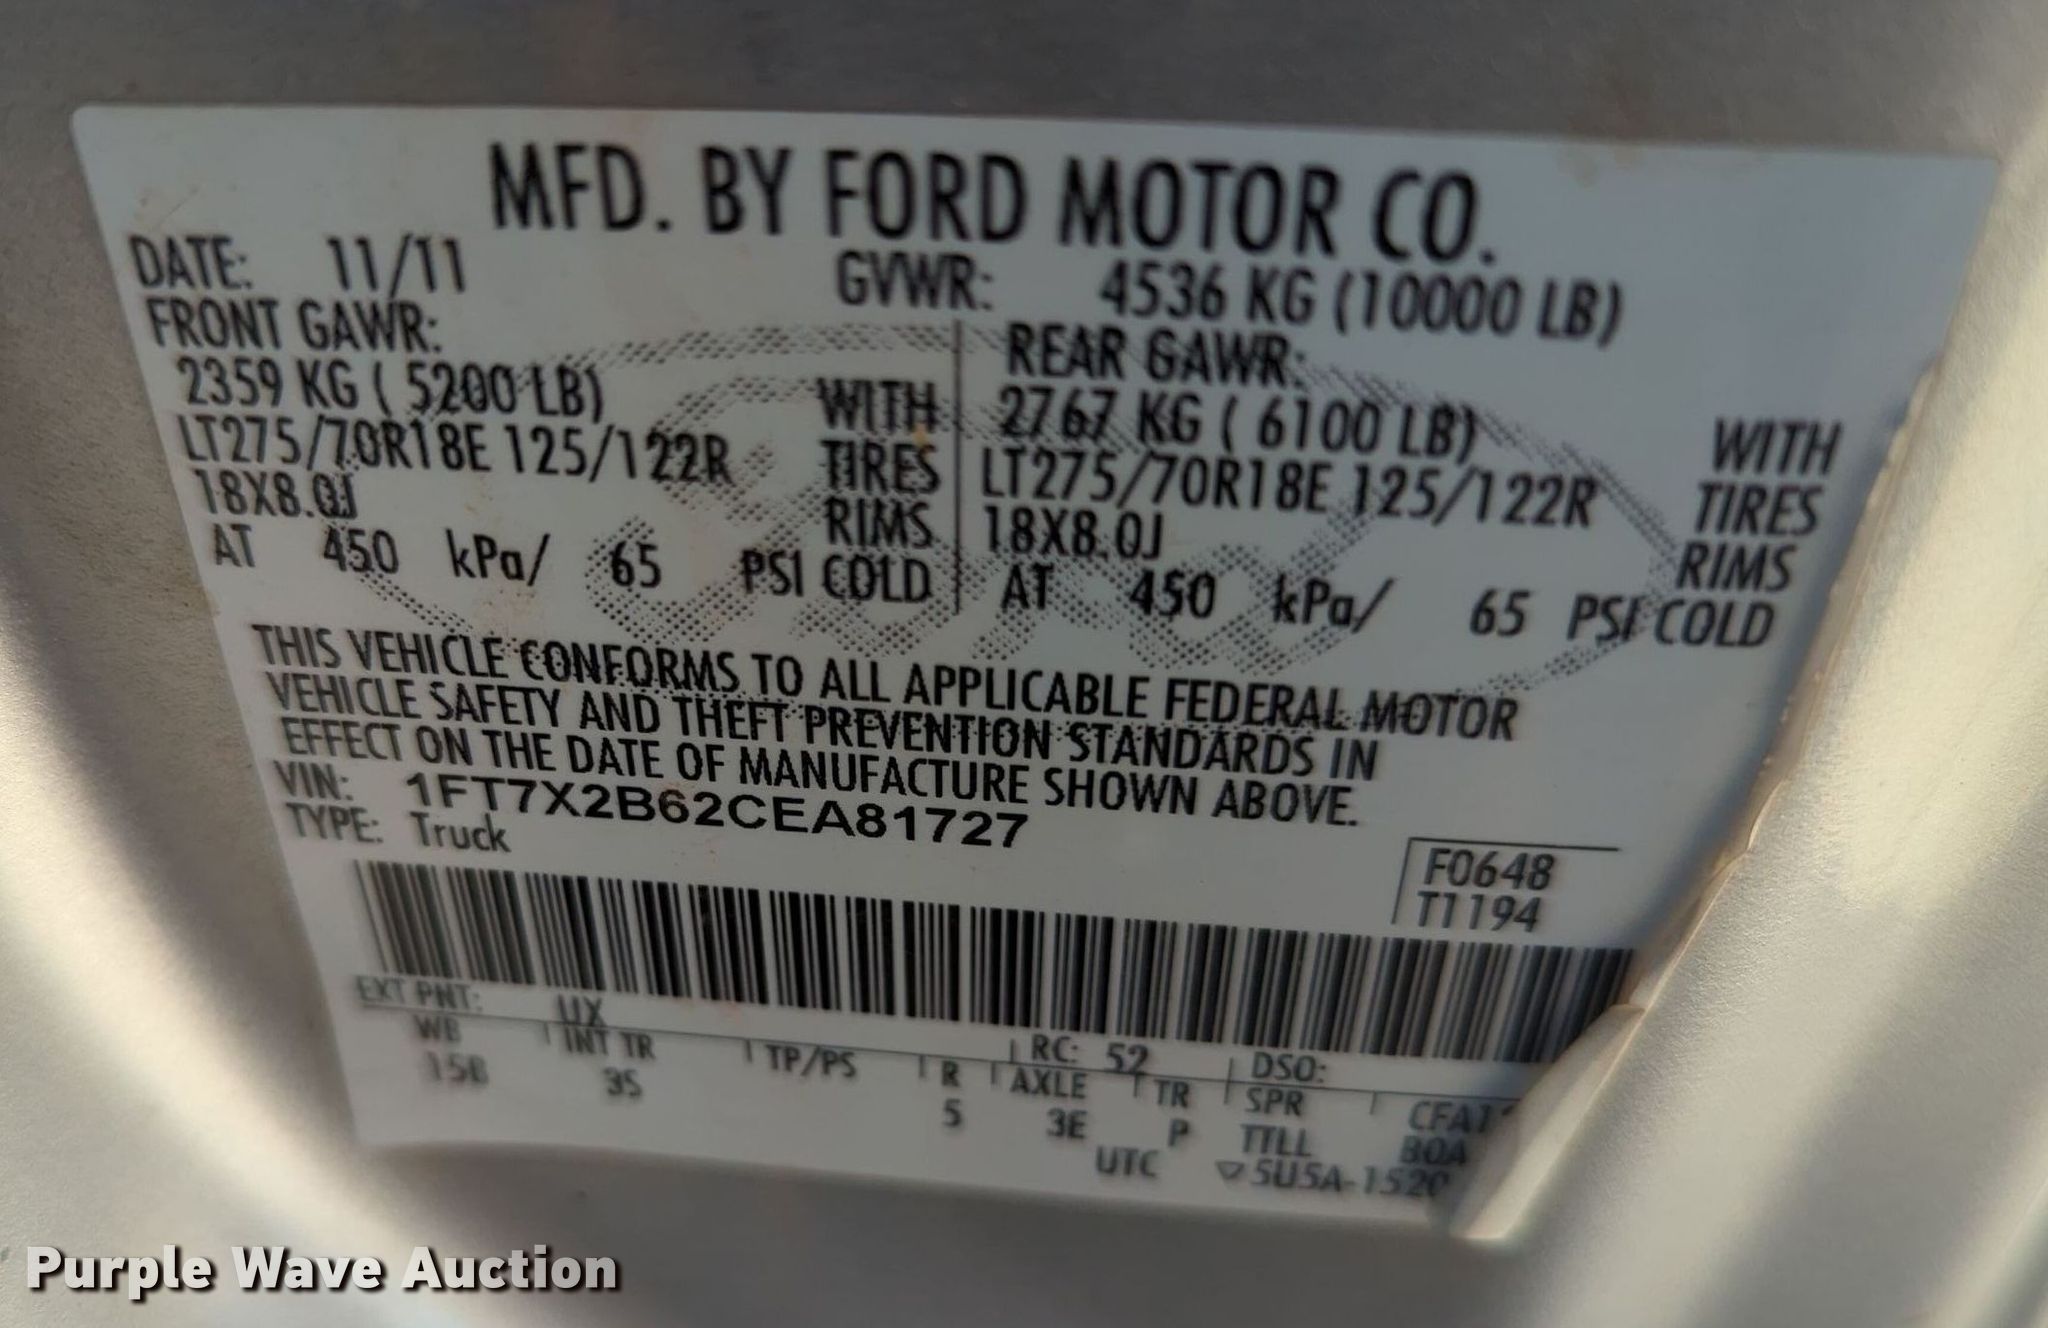 MFD. BY FORD MOTOR CO.
DATE: 11/11 GVWR: 4536 KG (10000 LB)
FRONT GAWR: REAR GAWR:
2359 KG ( 5200 LB) WITH 2767 KG ( 6100 LB) WITH
LT275/70R18E 125/122R TIRES LT275/70R18E 125/122R TIRES
18X8.0J RIMS 18X8.0J RIMS
AT 450 kPa/ 65 PSI COLD AT 450 kPa/ 65 PSI COLD
THIS VEHICLE CONFORMS TO ALL APPLICABLE FEDERAL MOTOR
VEHICLE SAFETY AND THEFT PREVENTION STANDARDS IN
EFFECT ON THE DATE OF MANUFACTURE SHOWN ABOVE.
VIN: 1FT7X2B62CEA81727
TYPE: Truck
F0648
T1194
EXT PNT: UX RC: 52 DSO:
WB INT TR TP/PS R AXLE TR SPR
158 3S 5 3E P TTLL
UTC ▽5U5A-1520
Purple Wave Auction